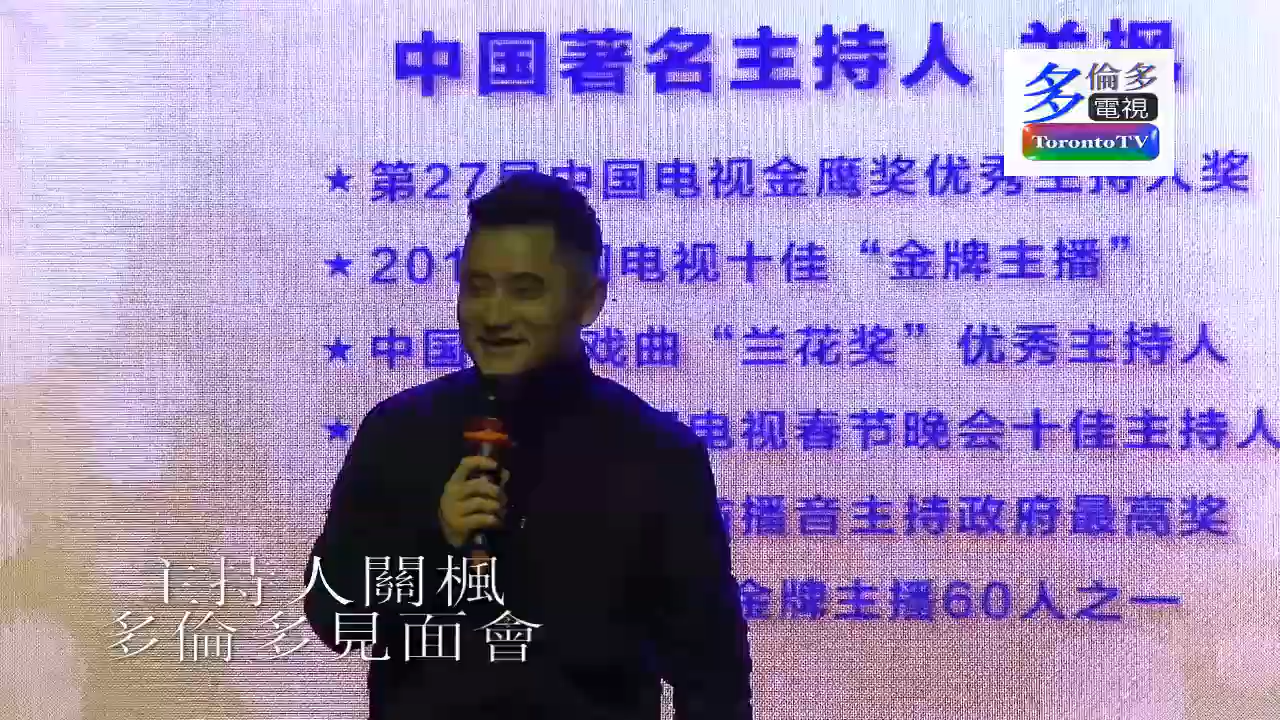 中国著名主持人
多倫多
電視
TorontoTV
★第27届中国电视金鹰奖优秀主持人奖
★201 电视十佳“金牌主播”
★中国 戏曲“兰花奖”优秀主持人
★ 电视春节晚会十佳主持人
播音主持政府最高奖
金牌主播60人之一
主持人關楓
多倫多見面會